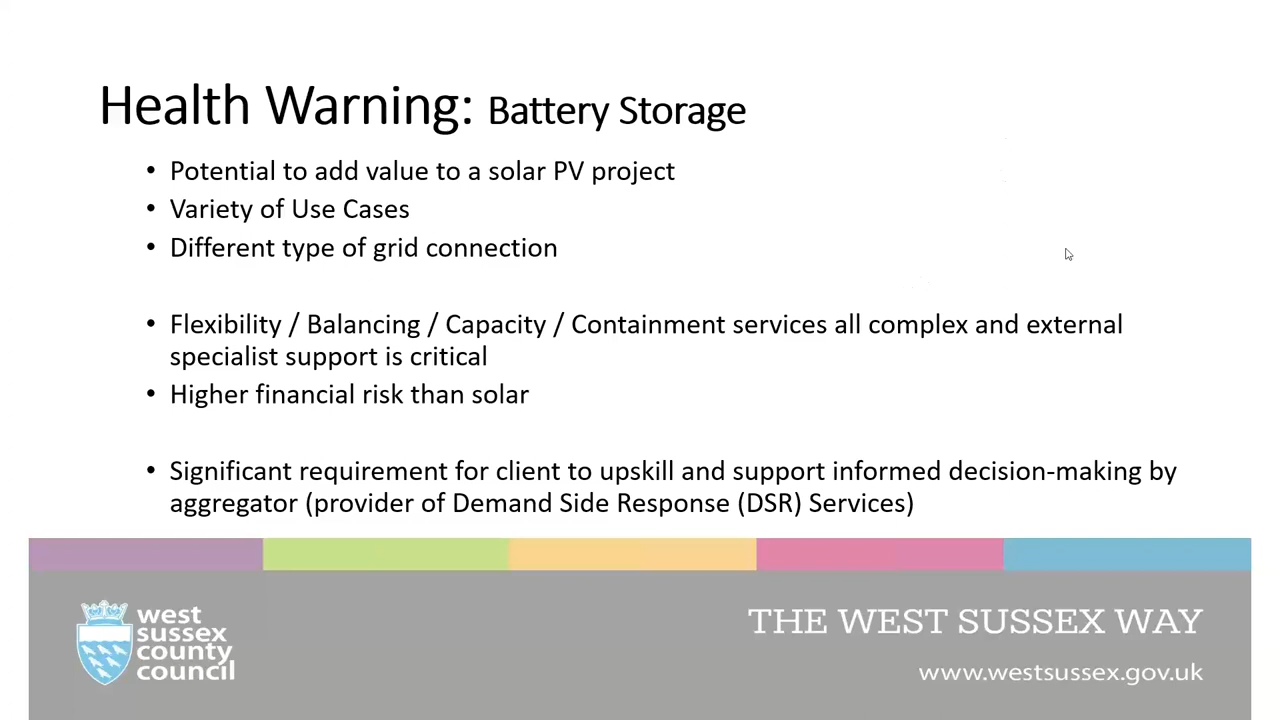 Health Warning: Battery Storage
• Potential to add value to a solar PV project
• Variety of Use Cases
• Different type of grid connection
• Flexibility / Balancing / Capacity / Containment services all complex and external
specialist support is critical
• Higher financial risk than solar
• Significant requirement for client to upskill and support informed decision-making by
aggregator (provider of Demand Side Response (DSR) Services)
west
sussex
county
council
THE WEST SUSSEX WAY
www.westsussex.gov.uk